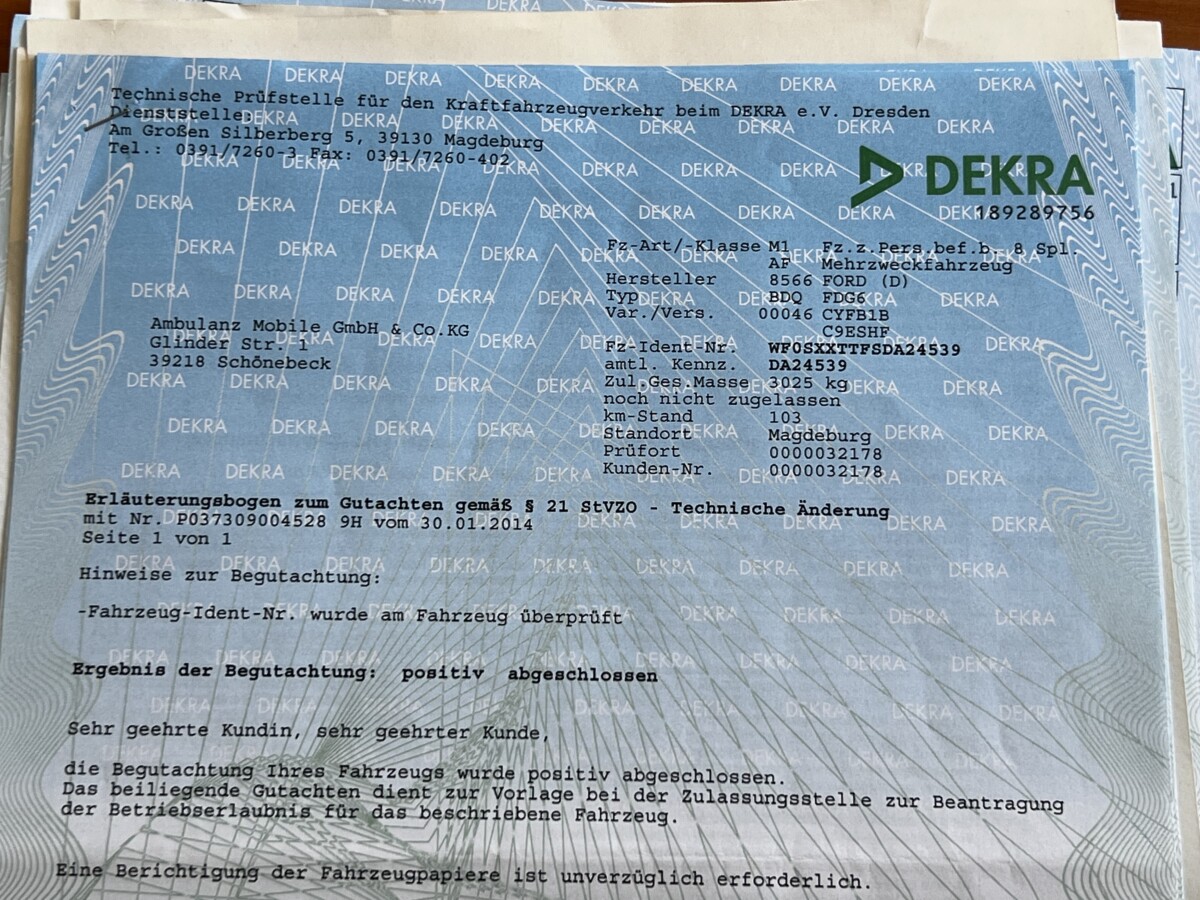 Technische Prüfstelle für den Kraftfahrzeugverkehr beim DEKRA e.V. Dresden
Dienststelle:
Am Großen Silberberg 5, 39130 Magdeburg
Tel.: 0391/7260-3 Fax: 0391/7260-402
DEKRA
189289756
Fz-Art/-Klasse M1 Fz.z.Pers.bef.b. 8 Spl.
AF Mehrzweckfahrzeug
Hersteller 8566 FORD (D)
Typ BDQ FDG6
Var./Vers. 00046 CYFB1B
C9ESHF
Ambulanz Mobile GmbH & Co.KG
Glinder Str. 1
39218 Schönebeck
Fz-Ident-Nr. WF0SXXTTFSDA24539
amtl. Kennz. DA24539
Zul.Ges.Masse 3025 kg
noch nicht zugelassen
km-Stand 103
Standort Magdeburg
Prüfort 0000032178
Kunden-Nr. 0000032178
Erläuterungsbogen zum Gutachten gemäß § 21 StVZO - Technische Änderung
mit Nr. P037309004528 9H vom 30.01.2014
Seite 1 von 1
Hinweise zur Begutachtung:
-Fahrzeug-Ident-Nr. wurde am Fahrzeug überprüft
Ergebnis der Begutachtung: positiv abgeschlossen
Sehr geehrte Kundin, sehr geehrter Kunde,
die Begutachtung Ihres Fahrzeugs wurde positiv abgeschlossen.
Das beiliegende Gutachten dient zur Vorlage bei der Zulassungsstelle zur Beantragung
der Betriebserlaubnis für das beschriebene Fahrzeug.
Eine Berichtigung der Fahrzeugpapiere ist unverzüglich erforderlich.